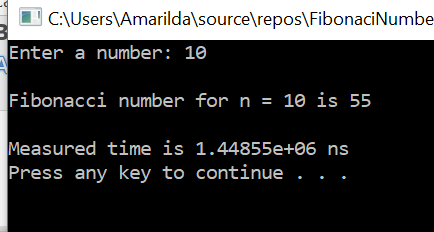 C:\Users\Amarilda\source\repos\FibonaciNumbe
Enter a number: 10
Fibonacci number for n = 10 is 55
Measured time is 1.44855e+06 ns
Press any key to continue . . .